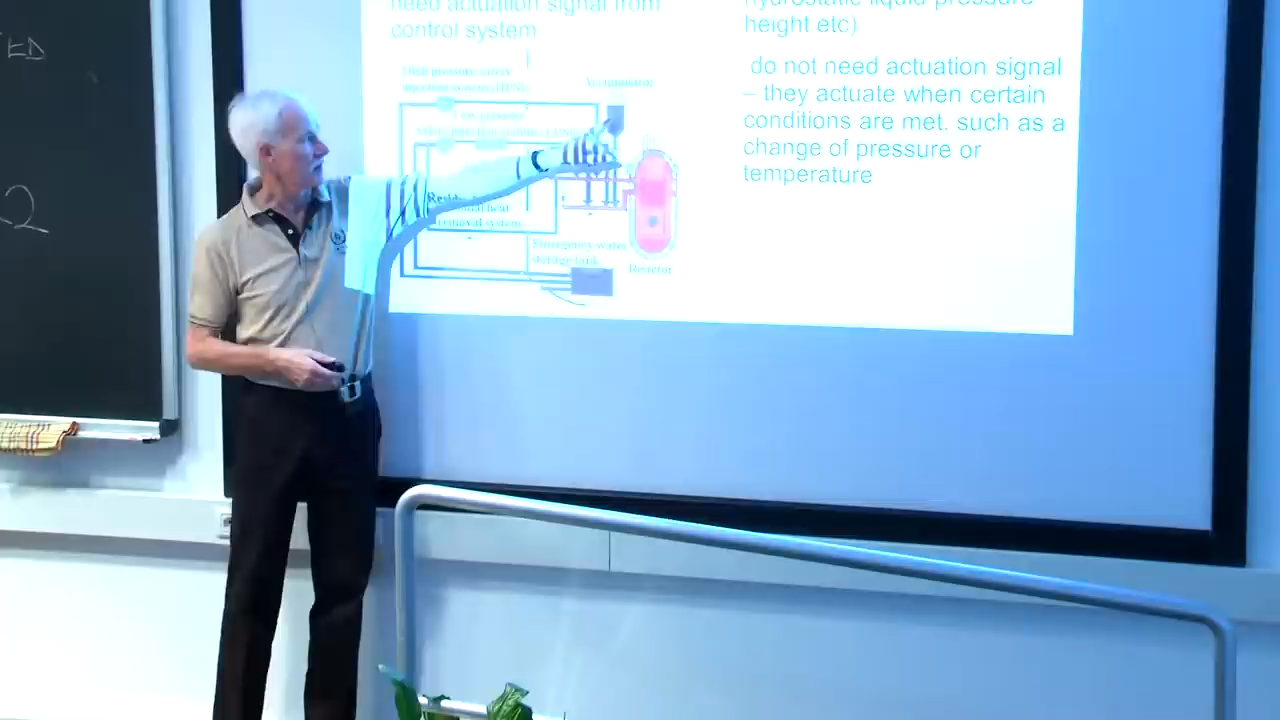 ED
2
need actuation signal from
control system
High pressure safety
injection system (HPSI)
Accumulator
Low pressure
safety injection system
Residual heat
removal system
Emergency water
storage tank
Reactor
hydrostatic liquid pressure
height etc)
do not need actuation signal
– they actuate when certain
conditions are met. such as a
change of pressure or
temperature